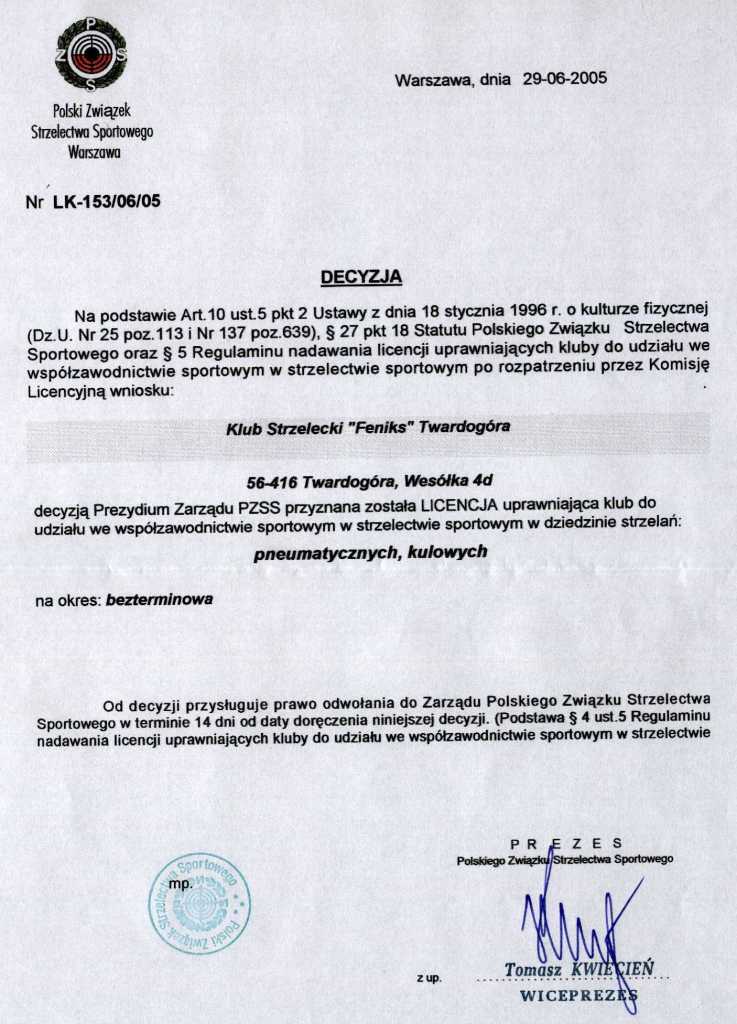 P
Z S
S
Polski Związek
Strzelectwa Sportowego
Warszawa
Warszawa, dnia 29-06-2005
Nr LK-153/06/05
DECYZJA
Na podstawie Art.10 ust.5 pkt 2 Ustawy z dnia 18 stycznia 1996 r. o kulturze fizycznej
(Dz.U. Nr 25 poz.113 i Nr 137 poz.639), § 27 pkt 18 Statutu Polskiego Związku Strzelectwa
Sportowego oraz § 5 Regulaminu nadawania licencji uprawniających kluby do udziału we
współzawodnictwie sportowym w strzelectwie sportowym po rozpatrzeniu przez Komisję
Licencyjną wniosku:
Klub Strzelecki "Feniks" Twardogóra
56-416 Twardogóra, Wesółka 4d
decyzją Prezydium Zarządu PZSS przyznana została LICENCJA uprawniająca klub do
udziału we współzawodnictwie sportowym w strzelectwie sportowym w dziedzinie strzelań:
pneumatycznych, kulowych
na okres: bezterminowa
Od decyzji przysługuje prawo odwołania do Zarządu Polskiego Związku Strzelectwa
Sportowego w terminie 14 dni od daty doręczenia niniejszej decyzji. (Podstawa § 4 ust.5 Regulaminu
nadawania licencji uprawniających kluby do udziału we współzawodnictwie sportowym w strzelectwie
PREZES
Polskiego Związku Strzelectwa Sportowego
mp.
Polski Związek Strzelectwa Sportowego
z up.
Tomasz KWIECIEŃ
WICEPREZES